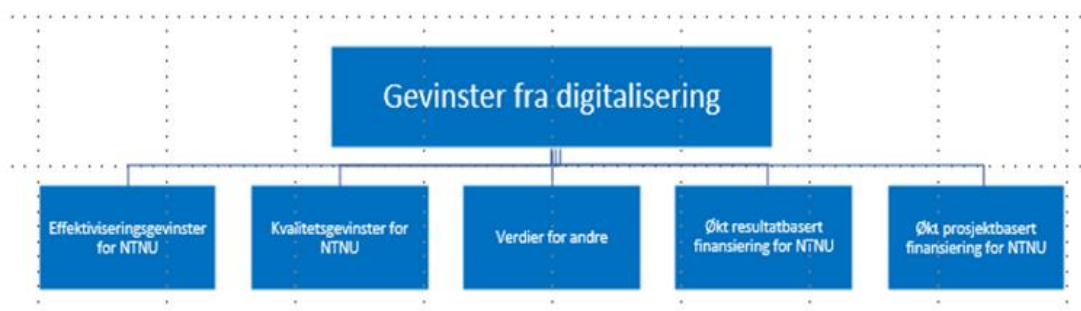 Gevinster fra digitalisering
Effektiviseringsgevinster
for NTNU
Kvalitetsgevinster for
NTNU
Verdier for andre
Økt resultatbasert
finansiering for NTNU
Økt prosjektbasert
finansiering for NTNU